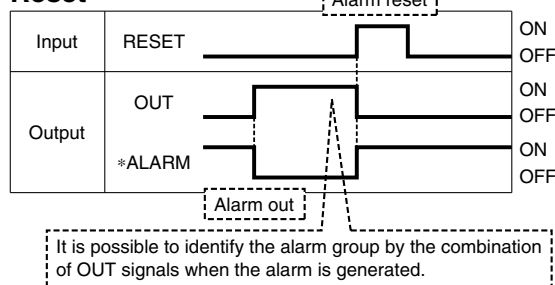 Reset
Alarm reset
Input RESET ON
OFF
Output OUT ON
OFF
*ALARM ON
OFF
Alarm out
It is possible to identify the alarm group by the combination
of OUT signals when the alarm is generated.